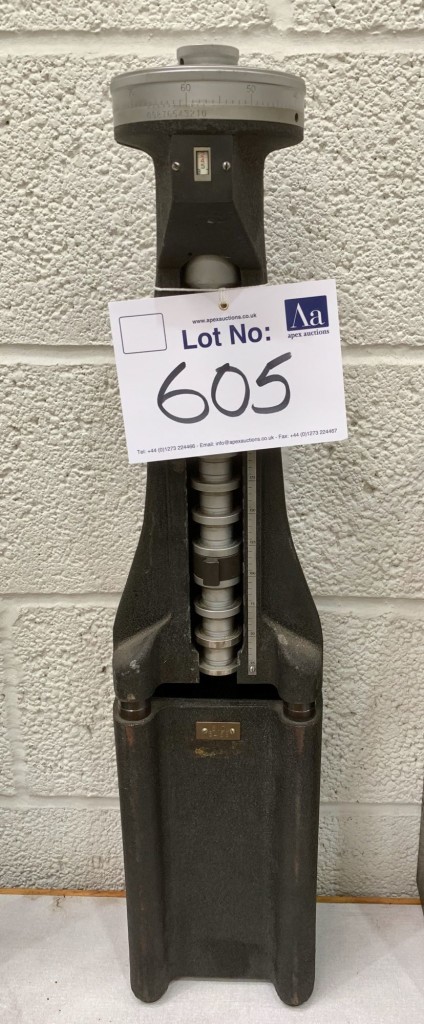 60 50
www.apexauctions.co.uk
Aa
apex auctions
Lot No:
605
Tel: +44 (0)1273 224466 - Email: info@apexauctions.co.uk - Fax: +44 (0)1273 224467